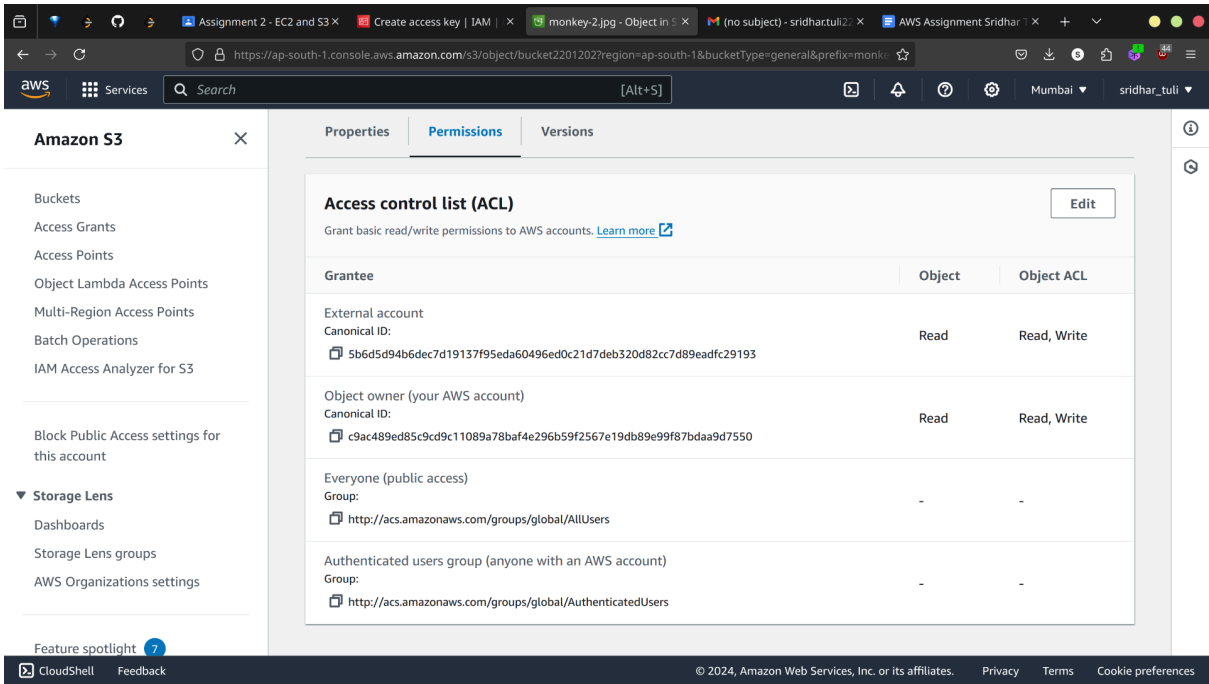 Assignment 2 - EC2 and S3 ×
Create access key | IAM | ×
monkey-2.jpg - Object in S ×
(no subject) - sridhar.tuli22 ×
AWS Assignment Sridhar T ×
https://ap-south-1.console.aws.amazon.com/s3/object/bucket2201202?region=ap-south-1&bucketType=general&prefix=monke
44
aws
Services
Search
[Alt+S]
Mumbai ▼
sridhar_tuli ▼
Amazon S3
Buckets
Access Grants
Access Points
Object Lambda Access Points
Multi-Region Access Points
Batch Operations
IAM Access Analyzer for S3
Block Public Access settings for
this account
▼ Storage Lens
Dashboards
Storage Lens groups
AWS Organizations settings
Feature spotlight 7
Properties
Permissions
Versions
Access control list (ACL)
Edit
Grant basic read/write permissions to AWS accounts. Learn more
Grantee
Object
Object ACL
External account
Canonical ID:
5b6d5d94b6dec7d19137f95eda60496ed0c21d7deb320d82cc7d89eadfc29193
Read
Read, Write
Object owner (your AWS account)
Canonical ID:
c9ac489ed85c9cd9c11089a78baf4e296b59f2567e19db89e99f87bdaa9d7550
Read
Read, Write
Everyone (public access)
Group:
http://acs.amazonaws.com/groups/global/AllUsers
-
-
Authenticated users group (anyone with an AWS account)
Group:
http://acs.amazonaws.com/groups/global/AuthenticatedUsers
-
-
CloudShell
Feedback
© 2024, Amazon Web Services, Inc. or its affiliates.
Privacy
Terms
Cookie preferences